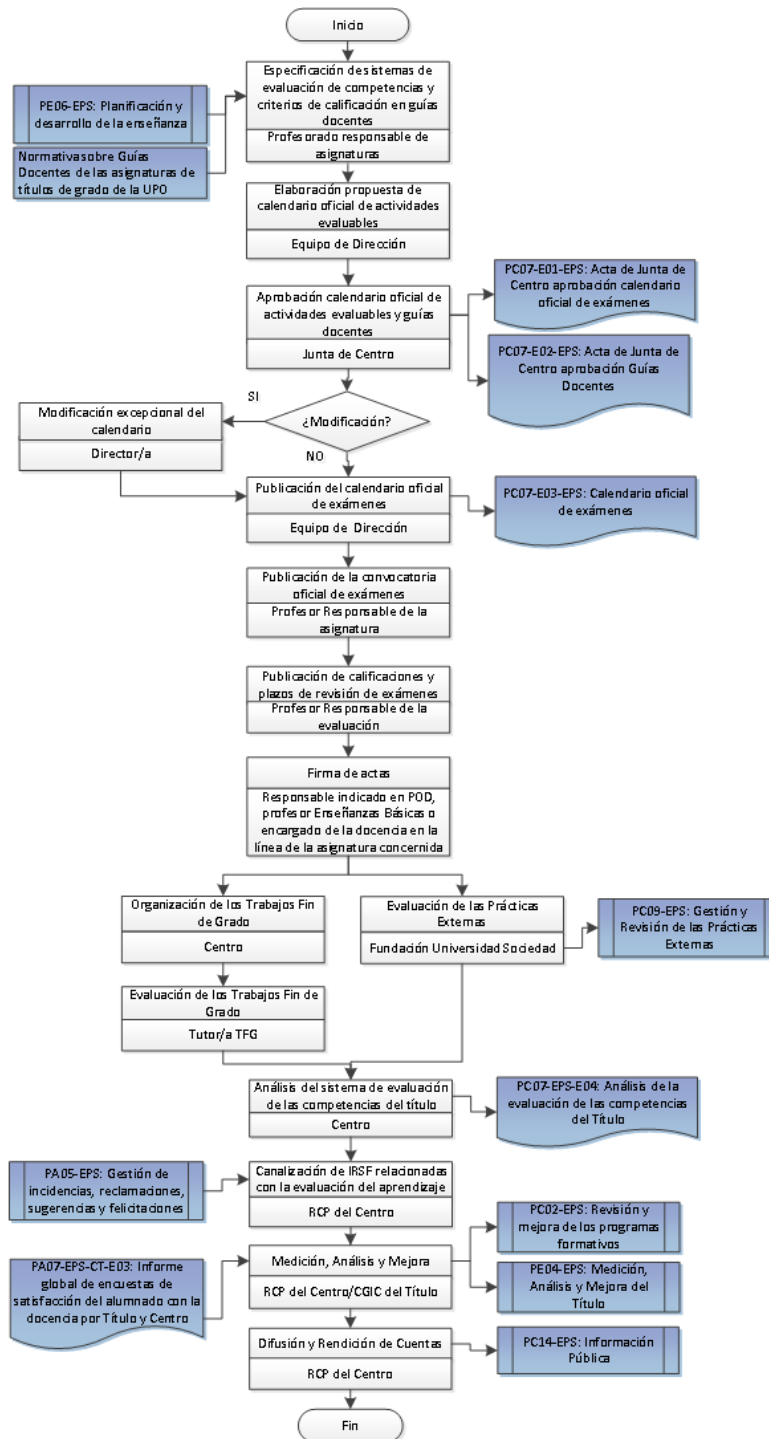 Inicio
Especificación de sistemas de
evaluación de competencias y
criterios de calificación en guías
docentes
Profesorado responsable de
asignaturas
PE06-EPS: Planificación y
desarrollo de la enseñanza
Normativa sobre Guías
Docentes de las asignaturas de
títulos de grado de la UPO
Elaboración propuesta de
calendario oficial de actividades
evaluables
Equipo de Dirección
Aprobación calendario oficial de
actividades evaluables y guías
docentes
Junta de Centro
PC07-E01-EPS: Acta de Junta de
Centro aprobación calendario
oficial de exámenes
PC07-E02-EPS: Acta de Junta de
Centro aprobación Guías
Docentes
SI
¿Modificación?
NO
Modificación excepcional del
calendario
Director/a
Publicación del calendario oficial
de exámenes
Equipo de Dirección
PC07-E03-EPS: Calendario oficial
de exámenes
Publicación de la convocatoria
oficial de exámenes
Profesor Responsable de la
asignatura
Publicación de calificaciones y
plazos de revisión de exámenes
Profesor Responsable de la
evaluación
Firma de actas
Responsable indicado en POD,
profesor Enseñanzas Básicas o
encargado de la docencia en la
línea de la asignatura concernida
Organización de los Trabajos Fin
de Grado
Centro
Evaluación de las Prácticas
Externas
Fundación Universidad Sociedad
PC09-EPS: Gestión y
Revisión de las Prácticas
Externas
Evaluación de los Trabajos Fin de
Grado
Tutor/a TFG
Análisis del sistema de evaluación
de las competencias del título
Centro
PC07-EPS-E04: Análisis de la
evaluación de las competencias
del Título
PA05-EPS: Gestión de
incidencias, reclamaciones,
sugerencias y felicitaciones
Canalización de IRSF relacionadas
con la evaluación del aprendizaje
RCP del Centro
PA07-EPS-CT-E03: Informe
global de encuestas de
satisfacción del alumnado con la
docencia por Título y Centro
Medición, Análisis y Mejora
RCP del Centro/CGIC del Título
PC02-EPS: Revisión y
mejora de los programas
formativos
PE04-EPS: Medición,
Análisis y Mejora del
Título
Difusión y Rendición de Cuentas
RCP del Centro
PC14-EPS: Información
Pública
Fin